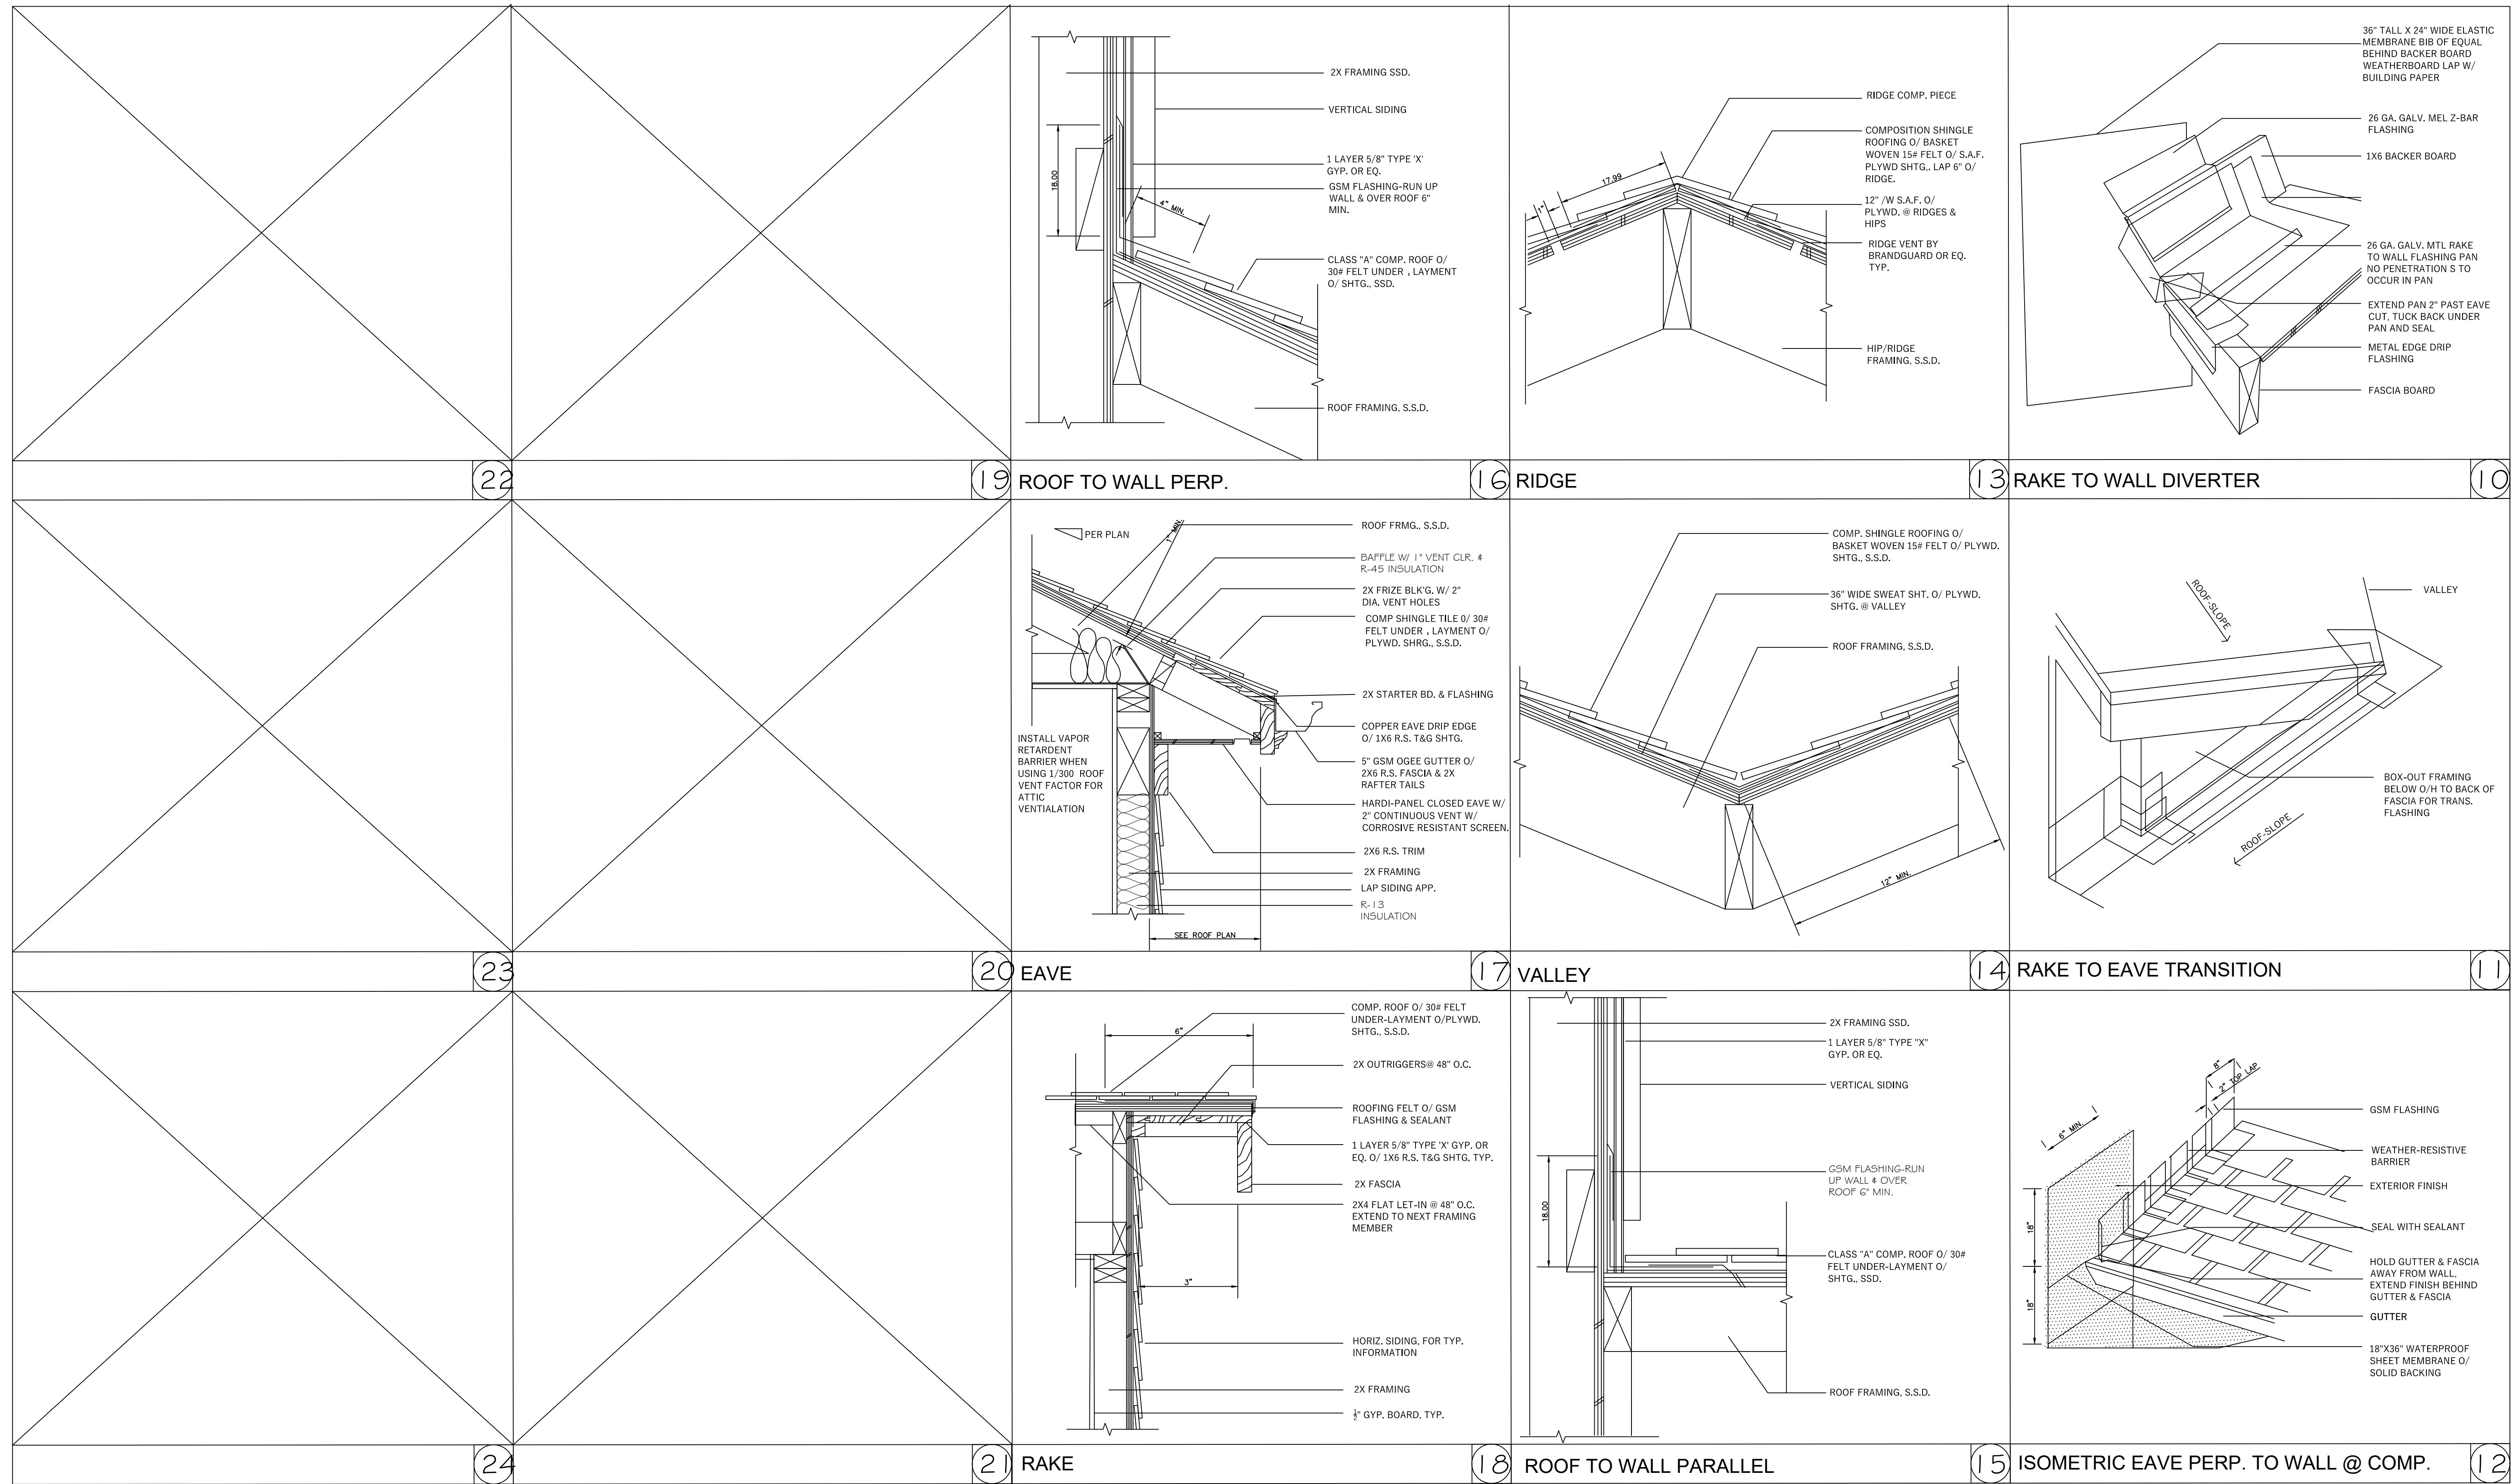 22
19
2X FRAMING SSD.
VERTICAL SIDING
1 LAYER 5/8" TYPE 'X'
GYP. OR EQ.
GSM FLASHING-RUN UP
WALL & OVER ROOF 6"
MIN.
CLASS "A" COMP. ROOF O/
30# FELT UNDER , LAYMENT
O/ SHTG., SSD.
ROOF FRAMING, S.S.D.
18.00
4" MIN.
ROOF TO WALL PERP.
16
RIDGE COMP. PIECE
COMPOSITION SHINGLE
ROOFING O/ BASKET
WOVEN 15# FELT O/ S.A.F.
PLYWD SHTG,. LAP 6" O/
RIDGE.
12" /W S.A.F. O/
PLYWD. @ RIDGES &
HIPS
RIDGE VENT BY
BRANDGUARD OR EQ.
TYP.
HIP/RIDGE
FRAMING, S.S.D.
17.99
1"
RIDGE
13
36" TALL X 24" WIDE ELASTIC
MEMBRANE BIB OF EQUAL
BEHIND BACKER BOARD
WEATHERBOARD LAP W/
BUILDING PAPER
26 GA. GALV. MEL Z-BAR
FLASHING
1X6 BACKER BOARD
26 GA. GALV. MTL RAKE
TO WALL FLASHING PAN
NO PENETRATION S TO
OCCUR IN PAN
EXTEND PAN 2" PAST EAVE
CUT, TUCK BACK UNDER
PAN AND SEAL
METAL EDGE DRIP
FLASHING
FASCIA BOARD
RAKE TO WALL DIVERTER
10
23
20
PER PLAN
1" MIN.
ROOF FRMG., S.S.D.
BAFFLE W/ 1" VENT CLR. &
R-45 INSULATION
2X FRIZE BLK'G. W/ 2"
DIA. VENT HOLES
COMP SHINGLE TILE 0/ 30#
FELT UNDER , LAYMENT O/
PLYWD. SHRG., S.S.D.
2X STARTER BD. & FLASHING
COPPER EAVE DRIP EDGE
O/ 1X6 R.S. T&G SHTG.
5" GSM OGEE GUTTER O/
2X6 R.S. FASCIA & 2X
RAFTER TAILS
HARDI-PANEL CLOSED EAVE W/
2" CONTINUOUS VENT W/
CORROSIVE RESISTANT SCREEN.
2X6 R.S. TRIM
2X FRAMING
LAP SIDING APP.
R-13
INSULATION
INSTALL VAPOR
RETARDENT
BARRIER WHEN
USING 1/300 ROOF
VENT FACTOR FOR
ATTIC
VENTIALATION
SEE ROOF PLAN
EAVE
17
COMP. SHINGLE ROOFING O/
BASKET WOVEN 15# FELT O/ PLYWD.
SHTG., S.S.D.
36" WIDE SWEAT SHT. O/ PLYWD.
SHTG. @ VALLEY
ROOF FRAMING, S.S.D.
12" MIN.
VALLEY
14
ROOF-SLOPE
VALLEY
BOX-OUT FRAMING
BELOW O/H TO BACK OF
FASCIA FOR TRANS.
FLASHING
ROOF-SLOPE
RAKE TO EAVE TRANSITION
11
24
21
6"
COMP. ROOF O/ 30# FELT
UNDER-LAYMENT O/PLYWD.
SHTG., S.S.D.
2X OUTRIGGERS@ 48" O.C.
ROOFING FELT O/ GSM
FLASHING & SEALANT
1 LAYER 5/8" TYPE 'X' GYP. OR
EQ. O/ 1X6 R.S. T&G SHTG. TYP.
2X FASCIA
2X4 FLAT LET-IN @ 48" O.C.
EXTEND TO NEXT FRAMING
MEMBER
3"
HORIZ. SIDING, FOR TYP.
INFORMATION
2X FRAMING
½" GYP. BOARD, TYP.
RAKE
18
2X FRAMING SSD.
1 LAYER 5/8" TYPE "X"
GYP. OR EQ.
VERTICAL SIDING
GSM FLASHING-RUN
UP WALL & OVER
ROOF 6" MIN.
18.00
CLASS "A" COMP. ROOF O/ 30#
FELT UNDER-LAYMENT O/
SHTG., SSD.
ROOF FRAMING, S.S.D.
ROOF TO WALL PARALLEL
15
8"
2" TOP LAP
6" MIN.
18"
18"
GSM FLASHING
WEATHER-RESISTIVE
BARRIER
EXTERIOR FINISH
SEAL WITH SEALANT
HOLD GUTTER & FASCIA
AWAY FROM WALL,
EXTEND FINISH BEHIND
GUTTER & FASCIA
GUTTER
18"X36" WATERPROOF
SHEET MEMBRANE O/
SOLID BACKING
ISOMETRIC EAVE PERP. TO WALL @ COMP.
12